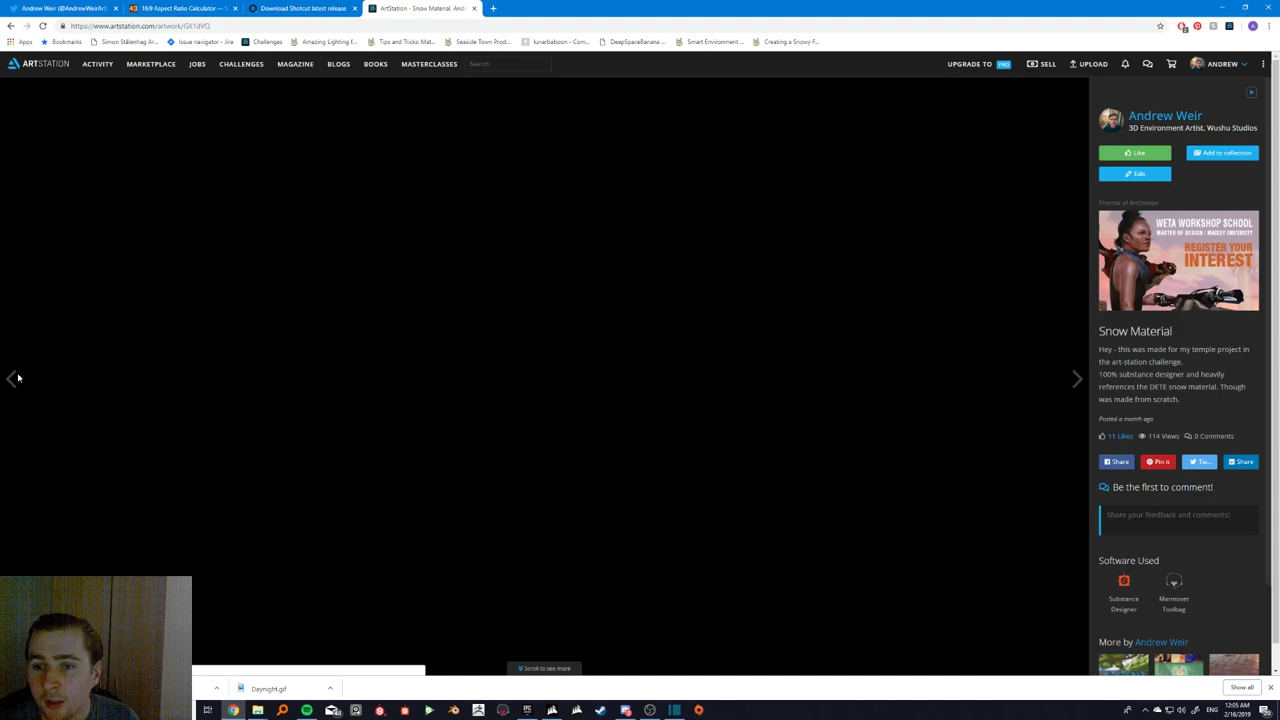 Andrew Weir (@AndrewWeirArt
16:9 Aspect Ratio Calculator — S
Download Shotcut latest release
ArtStation - Snow Material, And
https://www.artstation.com/artwork/GX1dVQ
Apps
Bookmarks
Simon Stålenhag Ar...
Issue navigator - Jira
Challenges
Amazing Lighting f...
Tips and Tricks: Mat...
Seaside Town Prod...
lunarbaboon - Com...
DeepSpaceBanana ...
Smart Environment ...
Creating a Snowy F...
ARTSTATION
ACTIVITY
MARKETPLACE
JOBS
CHALLENGES
MAGAZINE
BLOGS
BOOKS
MASTERCLASSES
Search
UPGRADE TO PRO
SELL
UPLOAD
ANDREW
Andrew Weir
3D Environment Artist, Wushu Studios
Like
Add to collection
Edit
Friends of ArtStation
WETA WORKSHOP SCHOOL
MASTER OF DESIGN | MASSEY UNIVERSITY
REGISTER YOUR
INTEREST
Snow Material
Hey - this was made for my temple project in
the art-station challenge.
100% substance designer and heavily
references the DETE snow material. Though
was made from scratch.
Posted a month ago
11 Likes
114 Views
0 Comments
Share
Pin it
Tw...
Share
Be the first to comment!
Share your feedback and comments!
Software Used
Substance
Designer
Marmoset
Toolbag
More by Andrew Weir
Scroll to see more
Daynight.gif
Show all
ENG
12:05 AM
2/16/2019